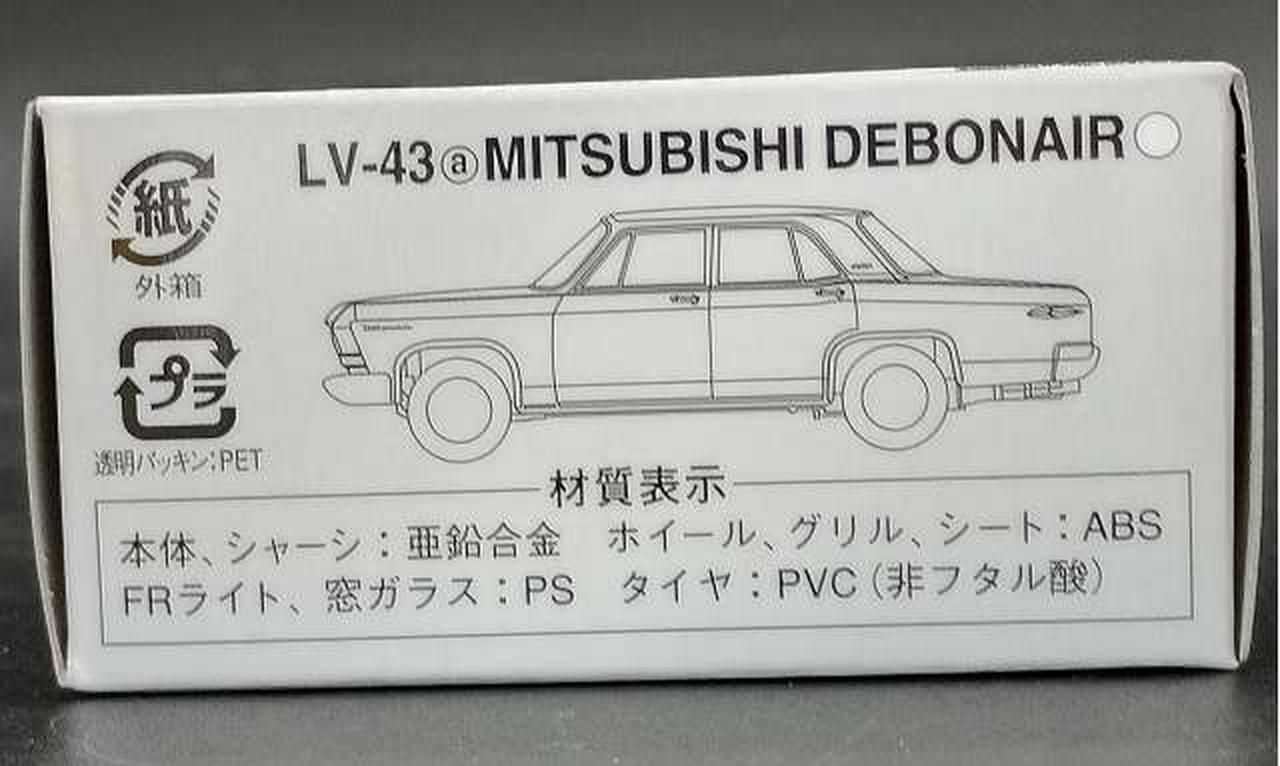 LV-43ⓐMITSUBISHI DEBONAIR
紙
外箱
プラ
透明パッキン:PET
材質表示
本体、シャーシ：亜鉛合金　ホイール、グリル、シート：ABS
FRライト、窓ガラス：PS　タイヤ：PVC（非フタル酸）